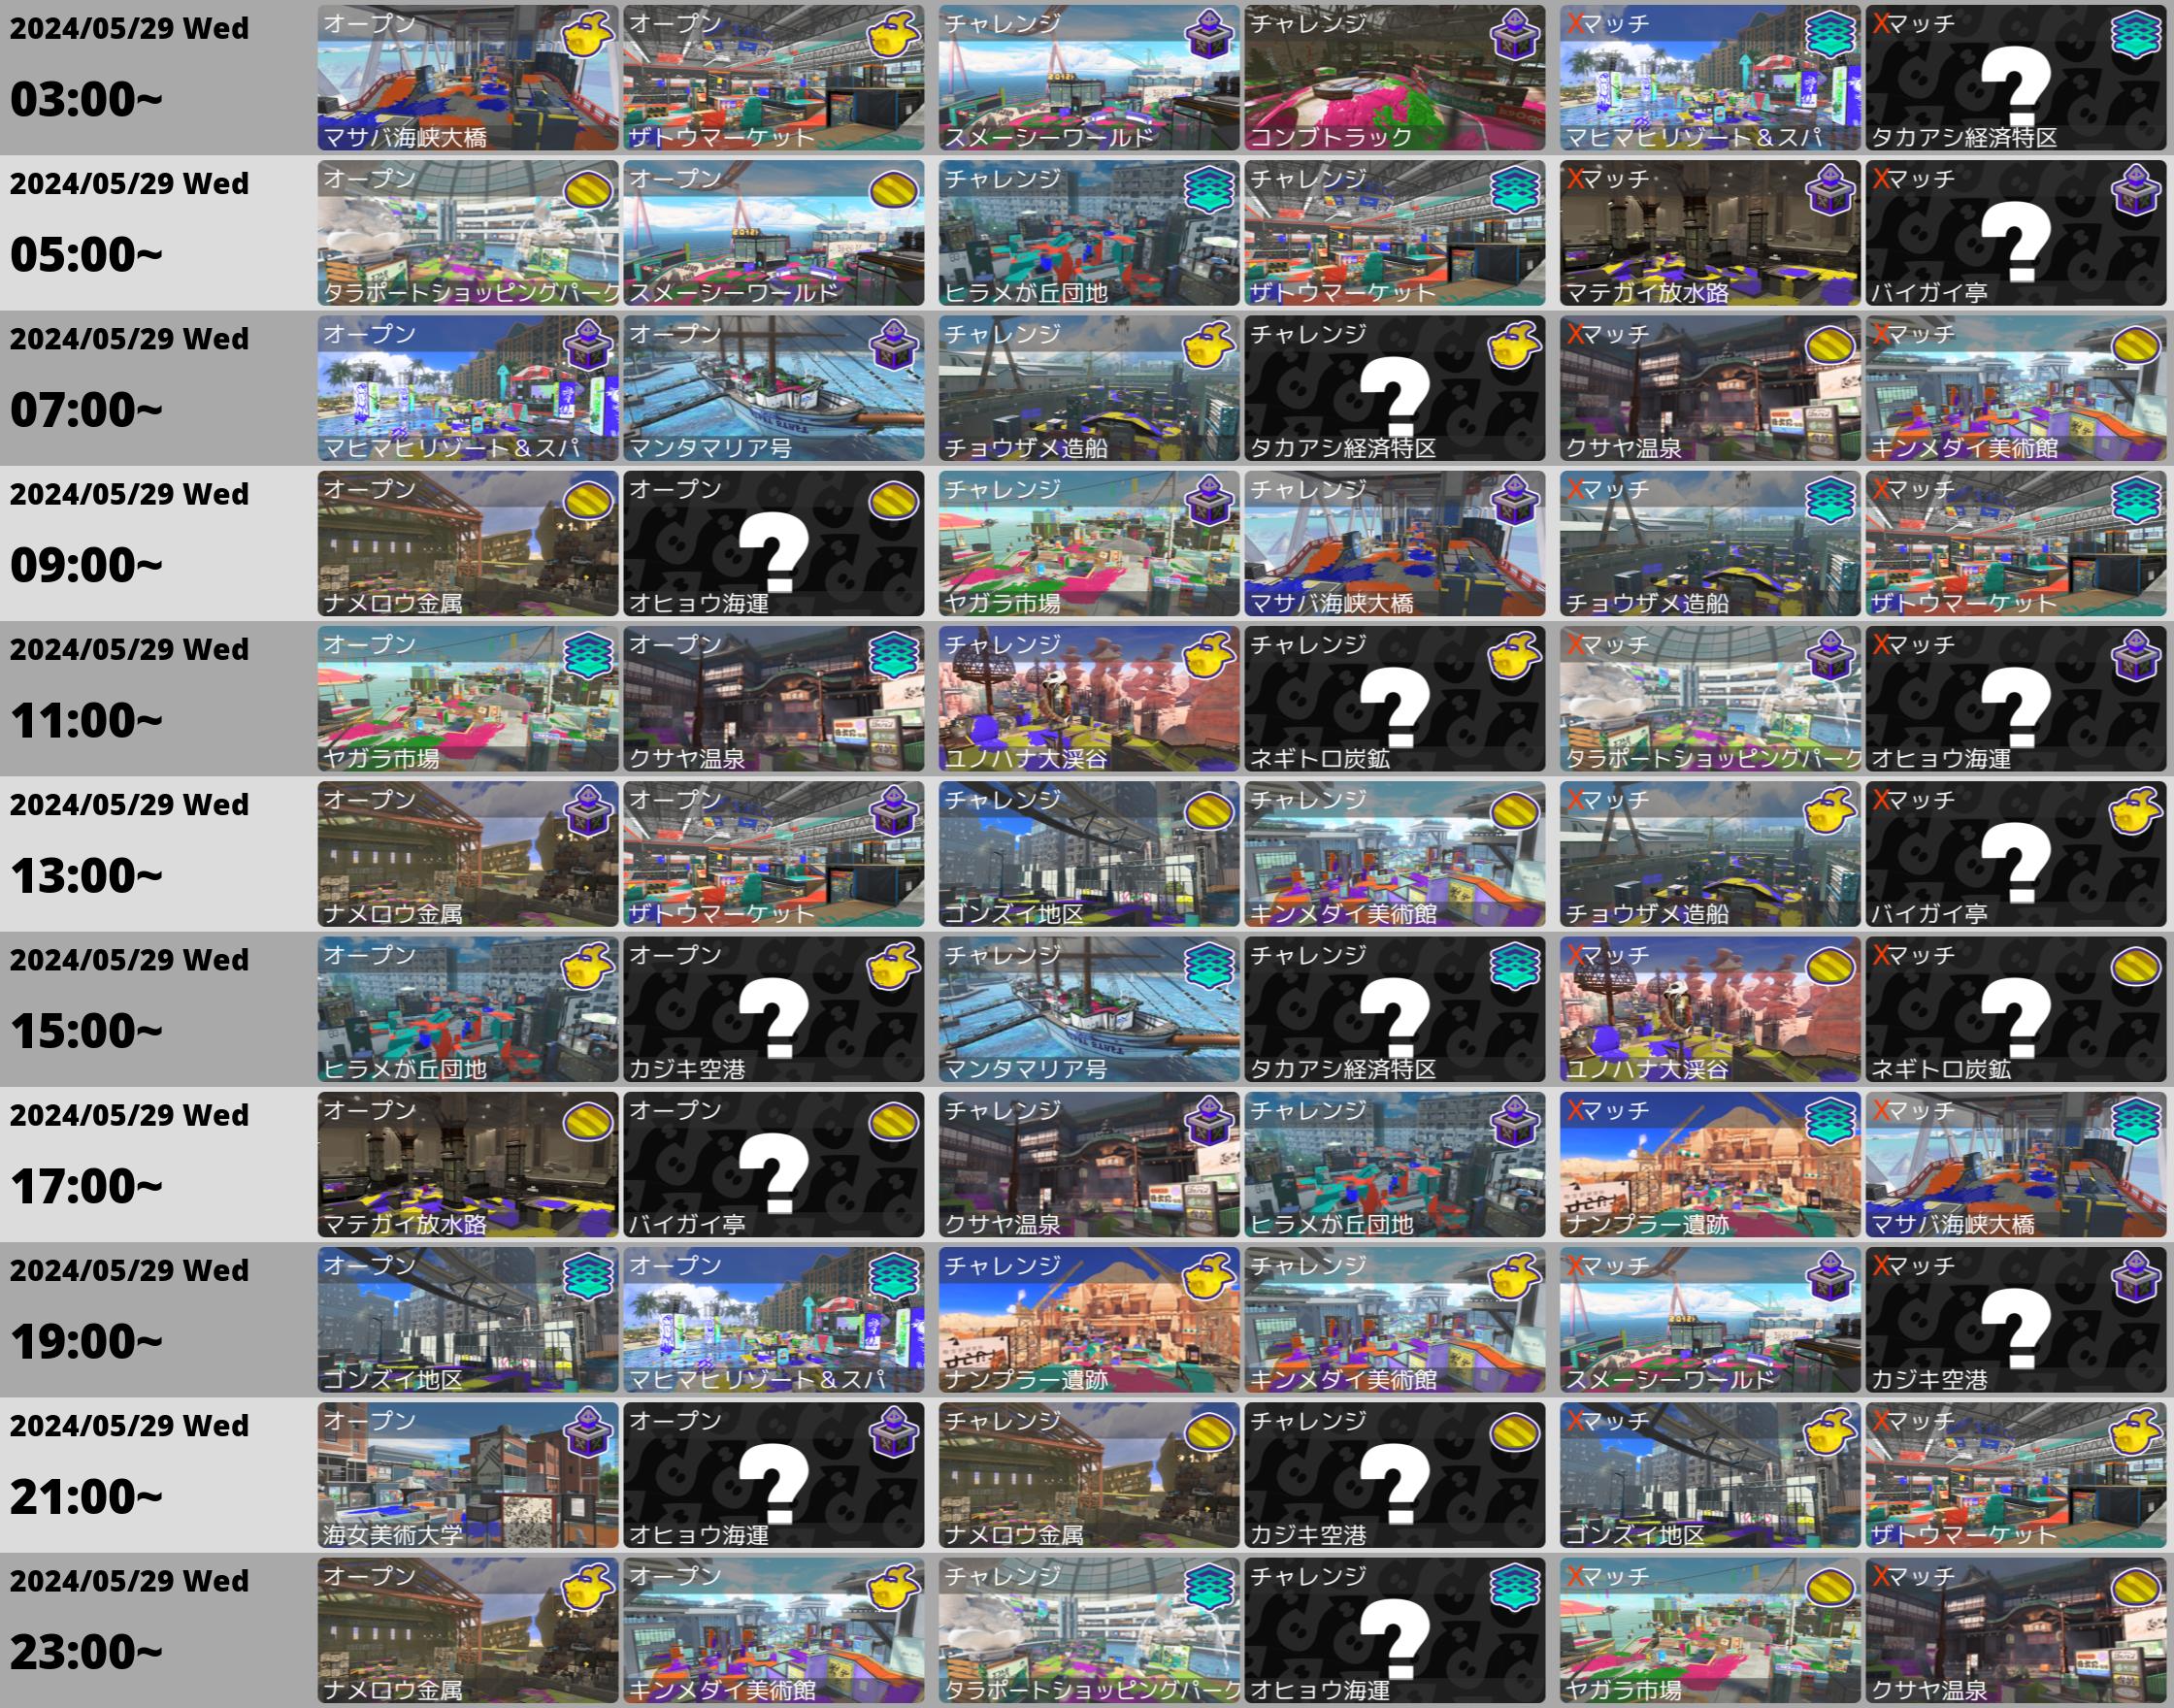 2024/05/29 Wed
03:00~
オープン
マサバ海峡大橋
オープン
ザトウマーケット
チャレンジ
スメーシーワールド
チャレンジ
コンブトラック
Xマッチ
マヒマヒリゾート&スパ
Xマッチ
タカアシ経済特区
2024/05/29 Wed
05:00~
オープン
タラポートショッピングパーク
オープン
スメーシーワールド
チャレンジ
ヒラメが丘団地
チャレンジ
ザトウマーケット
Xマッチ
マテガイ放水路
Xマッチ
バイガイ亭
2024/05/29 Wed
07:00~
オープン
マヒマヒリゾート&スパ
オープン
マンタマリア号
チャレンジ
チョウザメ造船
チャレンジ
タカアシ経済特区
Xマッチ
クサヤ温泉
Xマッチ
キンメダイ美術館
2024/05/29 Wed
09:00~
オープン
ナメロウ金属
オープン
オヒョウ海運
チャレンジ
ヤガラ市場
チャレンジ
マサバ海峡大橋
Xマッチ
チョウザメ造船
Xマッチ
ザトウマーケット
2024/05/29 Wed
11:00~
オープン
ヤガラ市場
オープン
クサヤ温泉
チャレンジ
ユノハナ大渓谷
チャレンジ
ネギトロ炭鉱
Xマッチ
タラポートショッピングパーク
Xマッチ
オヒョウ海運
2024/05/29 Wed
13:00~
オープン
ナメロウ金属
オープン
ザトウマーケット
チャレンジ
ゴンズイ地区
チャレンジ
キンメダイ美術館
Xマッチ
チョウザメ造船
Xマッチ
バイガイ亭
2024/05/29 Wed
15:00~
オープン
ヒラメが丘団地
オープン
カジキ空港
チャレンジ
マンタマリア号
チャレンジ
タカアシ経済特区
Xマッチ
ユノハナ大渓谷
Xマッチ
ネギトロ炭鉱
2024/05/29 Wed
17:00~
オープン
マテガイ放水路
オープン
バイガイ亭
チャレンジ
クサヤ温泉
チャレンジ
ヒラメが丘団地
Xマッチ
ナンプラー遺跡
Xマッチ
マサバ海峡大橋
2024/05/29 Wed
19:00~
オープン
ゴンズイ地区
オープン
マヒマヒリゾート&スパ
チャレンジ
ナンプラー遺跡
チャレンジ
キンメダイ美術館
Xマッチ
スメーシーワールド
Xマッチ
カジキ空港
2024/05/29 Wed
21:00~
オープン
海女美術大学
オープン
オヒョウ海運
チャレンジ
ナメロウ金属
チャレンジ
カジキ空港
Xマッチ
ゴンズイ地区
Xマッチ
ザトウマーケット
2024/05/29 Wed
23:00~
オープン
ナメロウ金属
オープン
キンメダイ美術館
チャレンジ
タラポートショッピングパーク
チャレンジ
オヒョウ海運
Xマッチ
ヤガラ市場
Xマッチ
クサヤ温泉